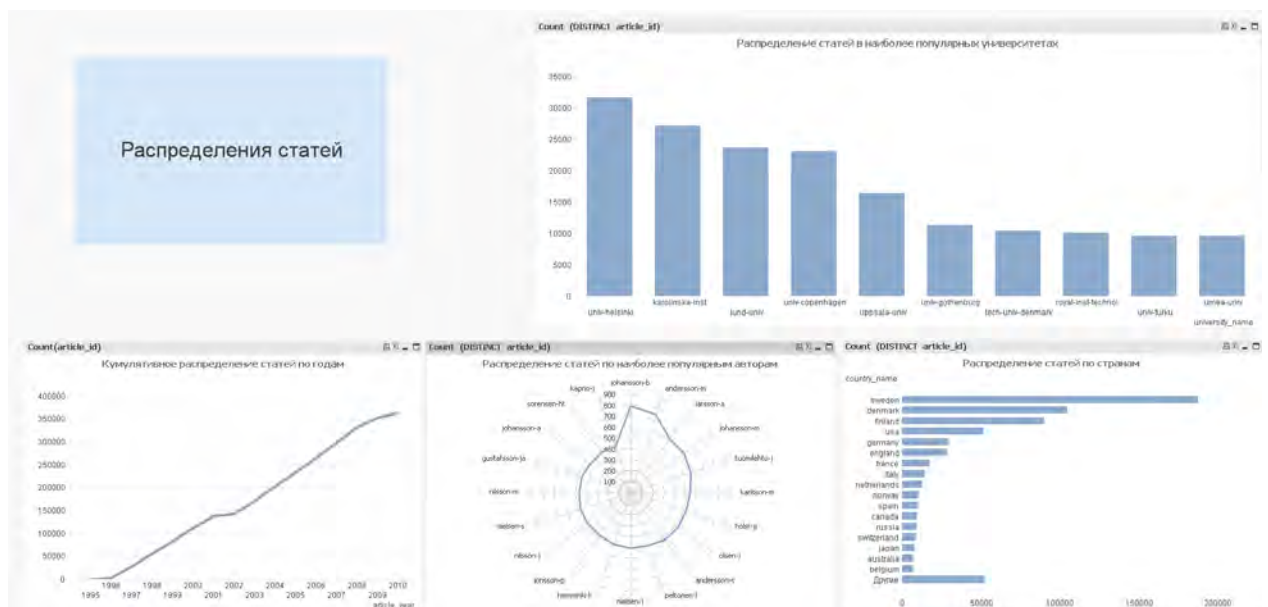 Распределения статей
Count (DISTINCT article_id)
Распределение статей в наиболее популярных университетах
35000
30000
25000
20000
15000
10000
5000
0
univ-helsinki
karolinska-inst
lund-univ
univ-copenhagen
uppsala-univ
univ-gothenburg
tech-univ-denmark
royal-inst-technol
univ-turku
umea-univ
university_name
Count(article_id)
Кумулятивное распределение статей по годам
400000
350000
300000
250000
200000
150000
100000
50000
0
1996 1998 1999 2001 2002 2004 2006 2008 2010
1995 1997 2001 2003 2005 2007 2009
article_year
Count (DISTINCT article_id)
Распределение статей по наиболее популярным авторам
johansson-b
andersson-m
larsson-a
johansson-m
tuomilehto-j
karlsson-m
holst-p
olsen-j
andersson-c
peltonen-l
nielsen-l
nilsson-j
nielsen-s
nilsson-m
gustafsson-ja
johansson-a
sorensen-ht
kaprio-j
900
800
700
600
500
400
300
200
100
Count (DISTINCT article_id)
Распределение статей по странам
country_name
sweden
denmark
finland
usa
germany
england
france
italy
netherlands
norway
spain
canada
russia
switzerland
japan
australia
belgium
Другие
0 50000 100000 150000 200000